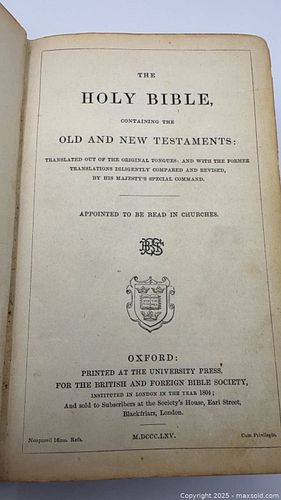 THE
HOLY BIBLE,
CONTAINING THE
OLD AND NEW TESTAMENTS:
TRANSLATED OUT OF THE ORIGINAL TONGUES: AND WITH THE FORMER
TRANSLATIONS DILIGENTLY COMPARED AND REVISED,
BY HIS MAJESTY'S SPECIAL COMMAND.
APPOINTED TO BE READ IN CHURCHES.
OXFORD:
PRINTED AT THE UNIVERSITY PRESS,
FOR THE BRITISH AND FOREIGN BIBLE SOCIETY,
INSTITUTED IN LONDON IN THE YEAR 1804;
And sold to Subscribers at the Society's House, Earl Street,
Blackfriars, London.
Nonpareil 16mo. Refs.
Cum Privilegio.
M.DCCC.LXV.
Copyright 2025 - maxsold.com